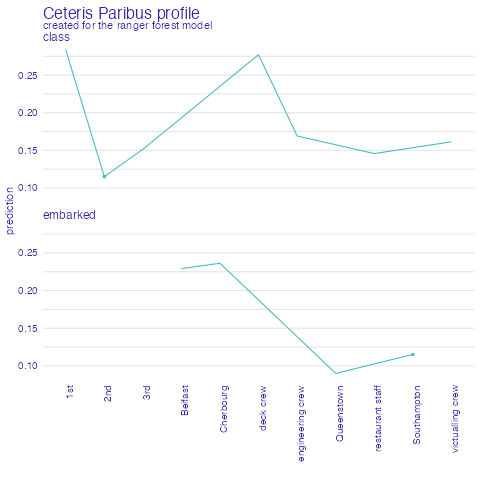 Ceteris Paribus profile
created for the ranger forest model
class
0.25
0.20
0.15
0.10
prediction
embarked
0.25
0.20
0.15
0.10
1st
2nd
3rd
Belfast
Cherbourg
deck crew
engineering crew
Queenstown
restaurant staff
Southampton
victualling crew